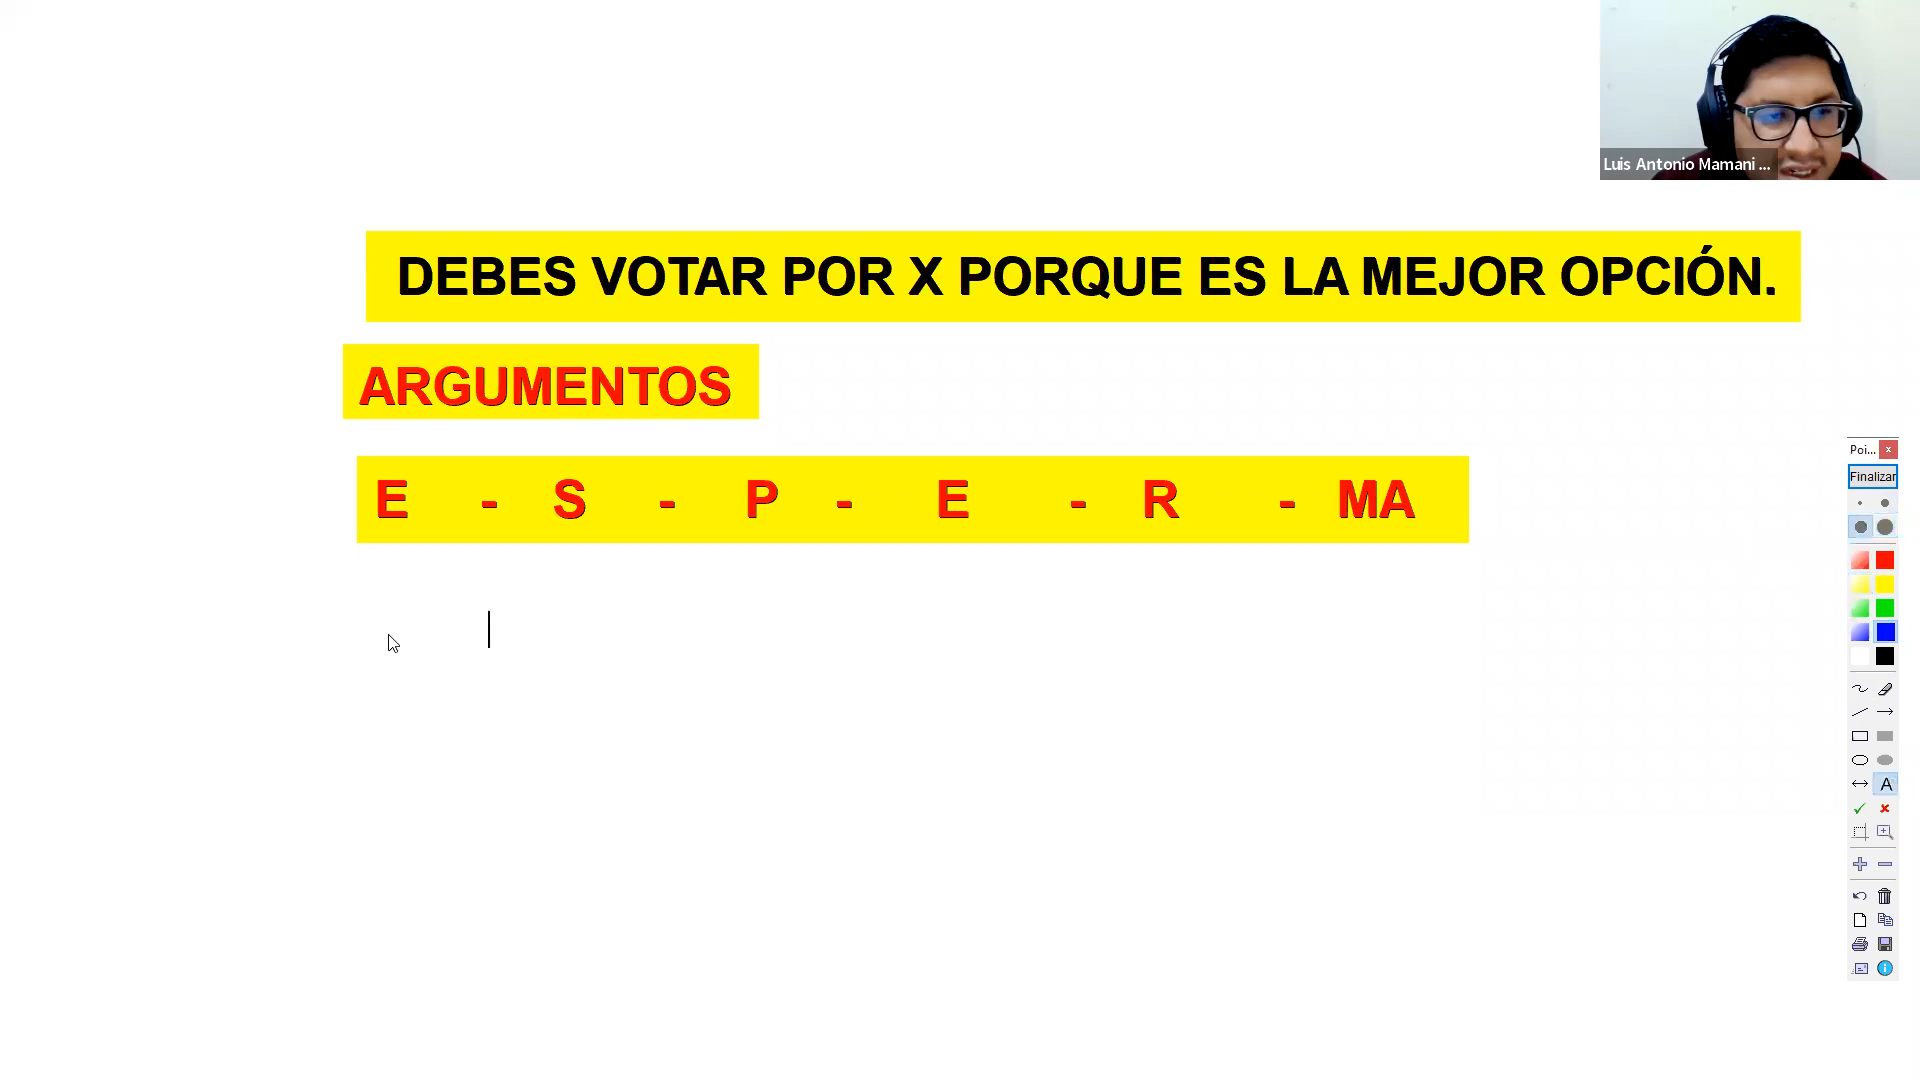 Luis Antonio Mamani ...
DEBES VOTAR POR X PORQUE ES LA MEJOR OPCIÓN.
ARGUMENTOS
E - S - P - E - R - MA
Poi...
Finalizar
A